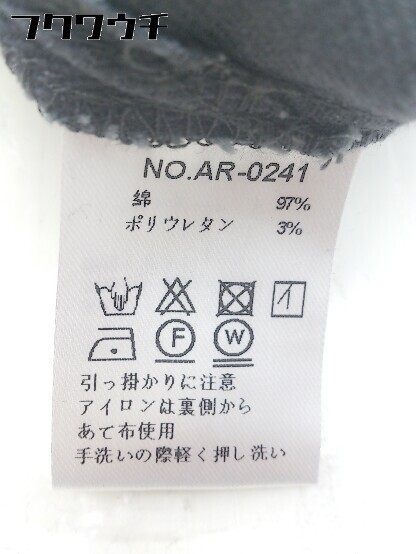 フクワウチ
NO.AR-0241
綿 97%
ポリウレタン 3%
F W
引っ掛かりに注意
アイロンは裏側から
あて布使用
手洗いの際軽く押し洗い